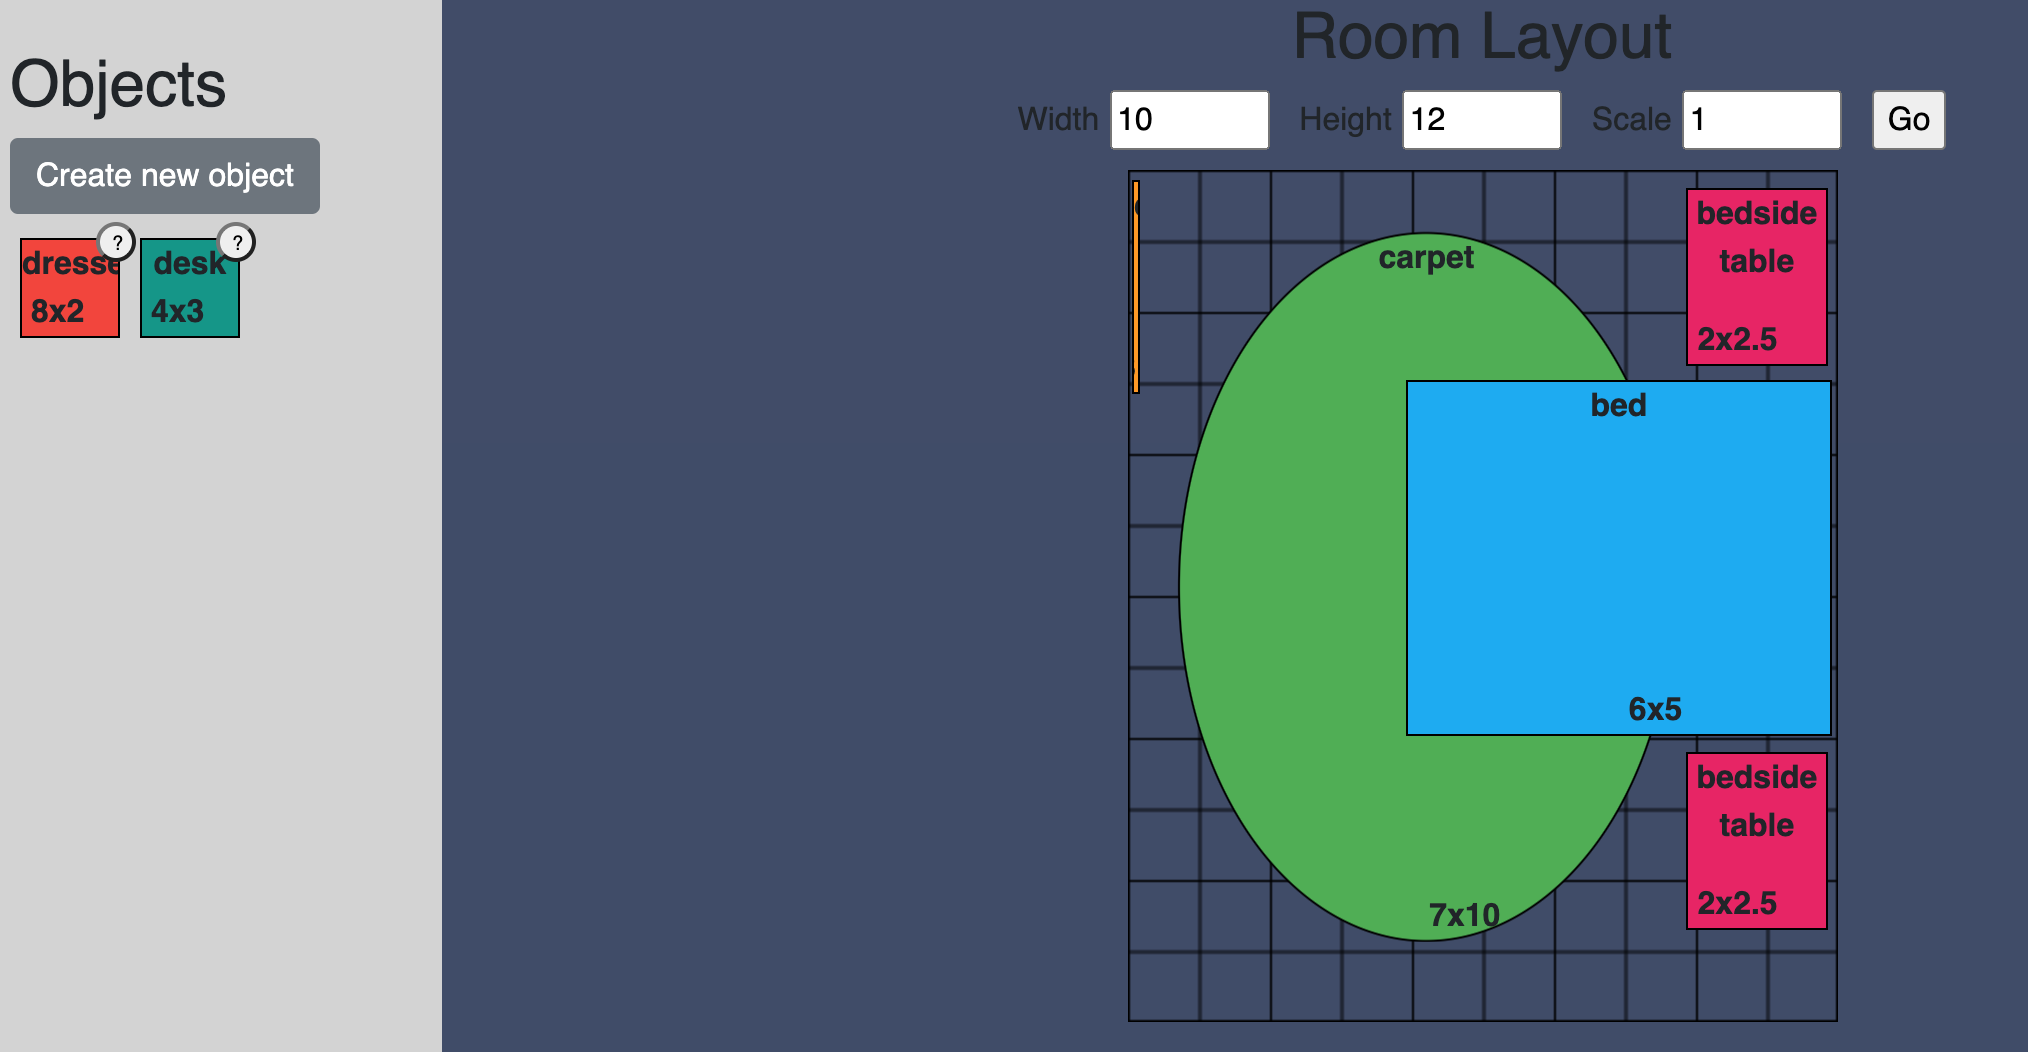 Objects
Create new object
?
?
dresse
desk
8x2
4x3
Room Layout
Width 10 Height 12 Scale 1 Go
bedside
table
2x2.5
carpet
bed
6x5
bedside
table
2x2.5
7x10